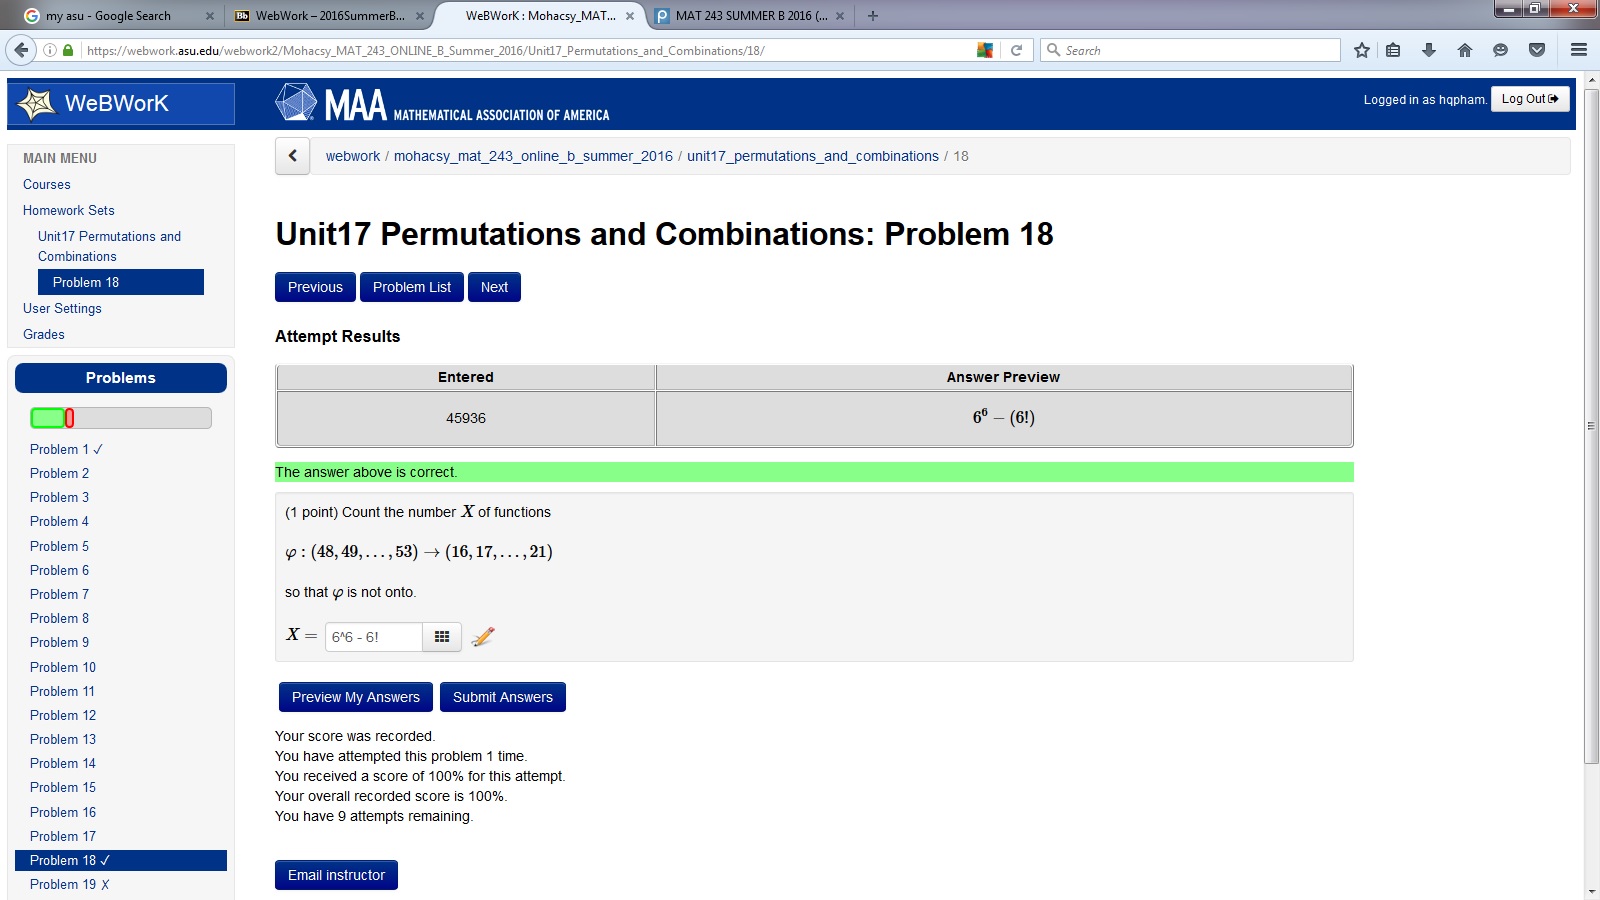 my asu - Google Search
WebWork – 2016SummerB...
WeBWorK : Mohacsy_MAT...
MAT 243 SUMMER B 2016 (...
https://webwork.asu.edu/webwork2/Mohacsy_MAT_243_ONLINE_B_Summer_2016/Unit17_Permutations_and_Combinations/18/
Search
WeBWorK
MAA MATHEMATICAL ASSOCIATION OF AMERICA
Logged in as hqpham.
Log Out
MAIN MENU
Courses
Homework Sets
Unit17 Permutations and
Combinations
Problem 18
User Settings
Grades
Problems
Problem 1 ✓
Problem 2
Problem 3
Problem 4
Problem 5
Problem 6
Problem 7
Problem 8
Problem 9
Problem 10
Problem 11
Problem 12
Problem 13
Problem 14
Problem 15
Problem 16
Problem 17
Problem 18 ✓
Problem 19 ✗
webwork / mohacsy_mat_243_online_b_summer_2016 / unit17_permutations_and_combinations / 18
Unit17 Permutations and Combinations: Problem 18
Previous
Problem List
Next
Attempt Results
Entered
Answer Preview
45936
6⁶ − (6!)
The answer above is correct.
(1 point) Count the number X of functions
φ : (48, 49, . . . , 53) → (16, 17, . . . , 21)
so that φ is not onto.
X = 6^6 - 6!
Preview My Answers
Submit Answers
Your score was recorded.
You have attempted this problem 1 time.
You received a score of 100% for this attempt.
Your overall recorded score is 100%.
You have 9 attempts remaining.
Email instructor